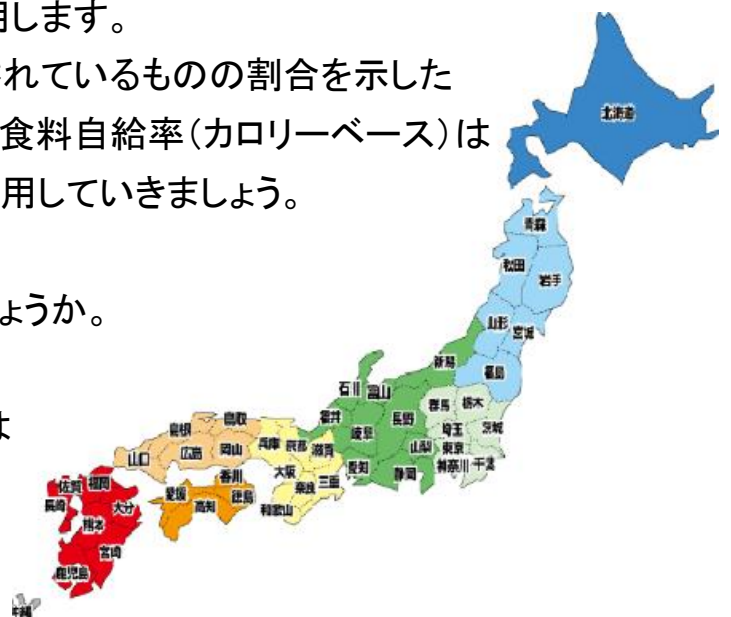 用します。
されているものの割合を示した
食料自給率(カロリーベース)は
用していきましょう。
ょうか。
は
北海道
青森
秋田
岩手
山形
宮城
新潟
福島
石川
富山
群馬
栃木
福井
長野
茨城
岐阜
埼玉
山梨
東京
神奈川
千葉
愛知
静岡
島根
鳥取
兵庫
京都
滋賀
山口
広島
岡山
大阪
奈良
三重
和歌山
香川
愛媛
高知
徳島
佐賀
福岡
長崎
大分
熊本
宮崎
鹿児島
沖縄